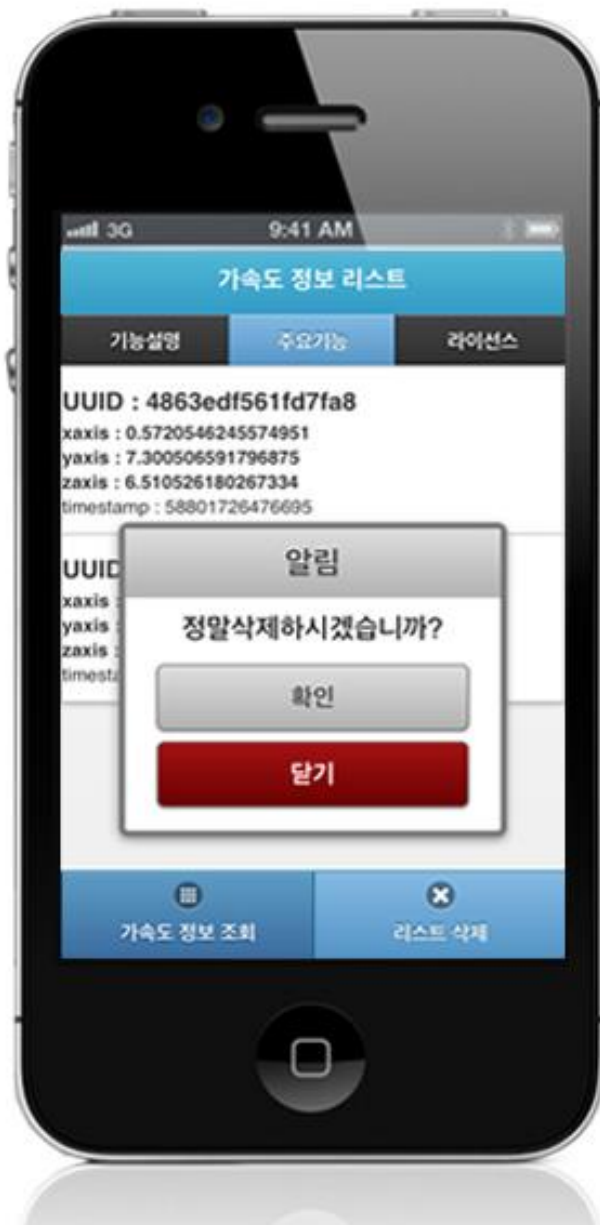 3G 9:41 AM
가속도 정보 리스트
기능설명 주요기능 라이선스
UUID : 4863edf561fd7fa8
xaxis : 0.5720546245574951
yaxis : 7.300506591796875
zaxis : 6.510526180267334
timestamp : 58801726476695
UUID
xaxis :
yaxis :
zaxis :
알림
정말삭제하시겠습니까?
확인
닫기
가속도 정보 조회 리스트 삭제